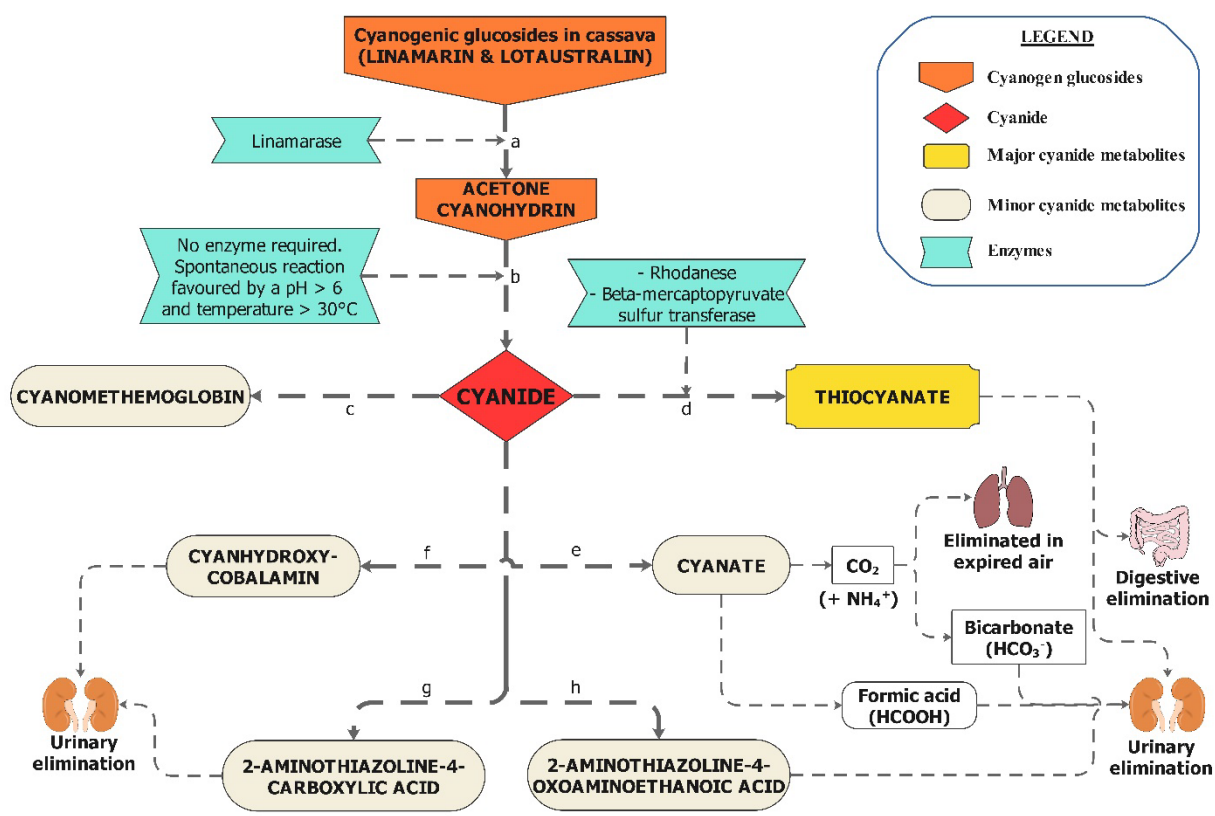 Cyanogenic glucosides in cassava
(LINAMARIN & LOTAUSTRALIN)
LEGEND
Cyanogen glucosides
Cyanide
Major cyanide metabolites
Minor cyanide metabolites
Enzymes
Linamarase
a
ACETONE
CYANOHYDRIN
No enzyme required.
Spontaneous reaction
favoured by a pH > 6
and temperature > 30°C
b
- Rhodanese
- Beta-mercaptopyruvate
sulfur transferase
CYANOMETHEMOGLOBIN
c
CYANIDE
d
THIOCYANATE
CYANHYDROXY-
COBALAMIN
f
e
CYANATE
CO₂
(+ NH₄⁺)
Eliminated in
expired air
Digestive
elimination
Bicarbonate
(HCO₃⁻)
Formic acid
(HCOOH)
Urinary
elimination
g
h
2-AMINOTHIAZOLINE-4-
CARBOXYLIC ACID
2-AMINOTHIAZOLINE-4-
OXOAMINOETHANOIC ACID
Urinary
elimination